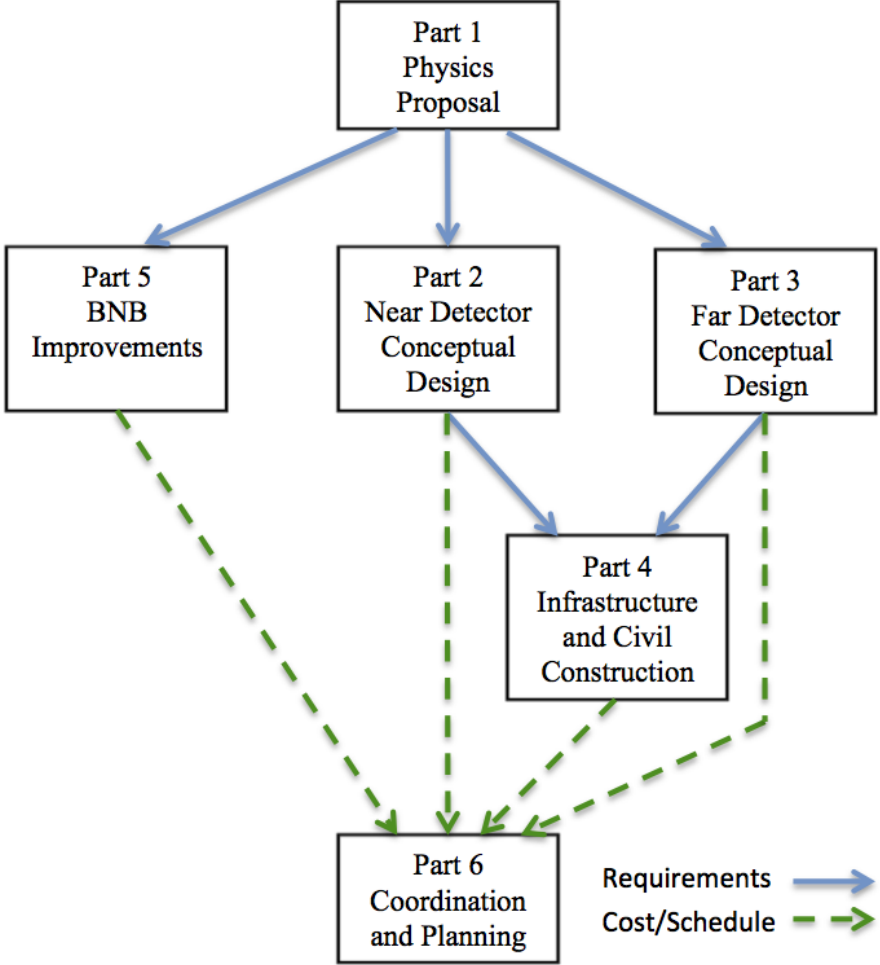 Part 1
Physics
Proposal
Part 5
BNB
Improvements
Part 2
Near Detector
Conceptual
Design
Part 3
Far Detector
Conceptual
Design
Part 4
Infrastructure
and Civil
Construction
Part 6
Coordination
and Planning
Requirements
Cost/Schedule